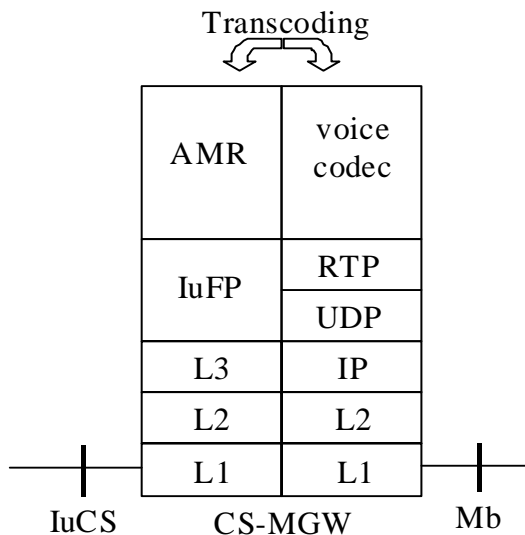 Transcoding
AMR
voice
codec
IuFP
RTP
UDP
L3
IP
L2
L2
L1
L1
IuCS
CS-MGW
Mb